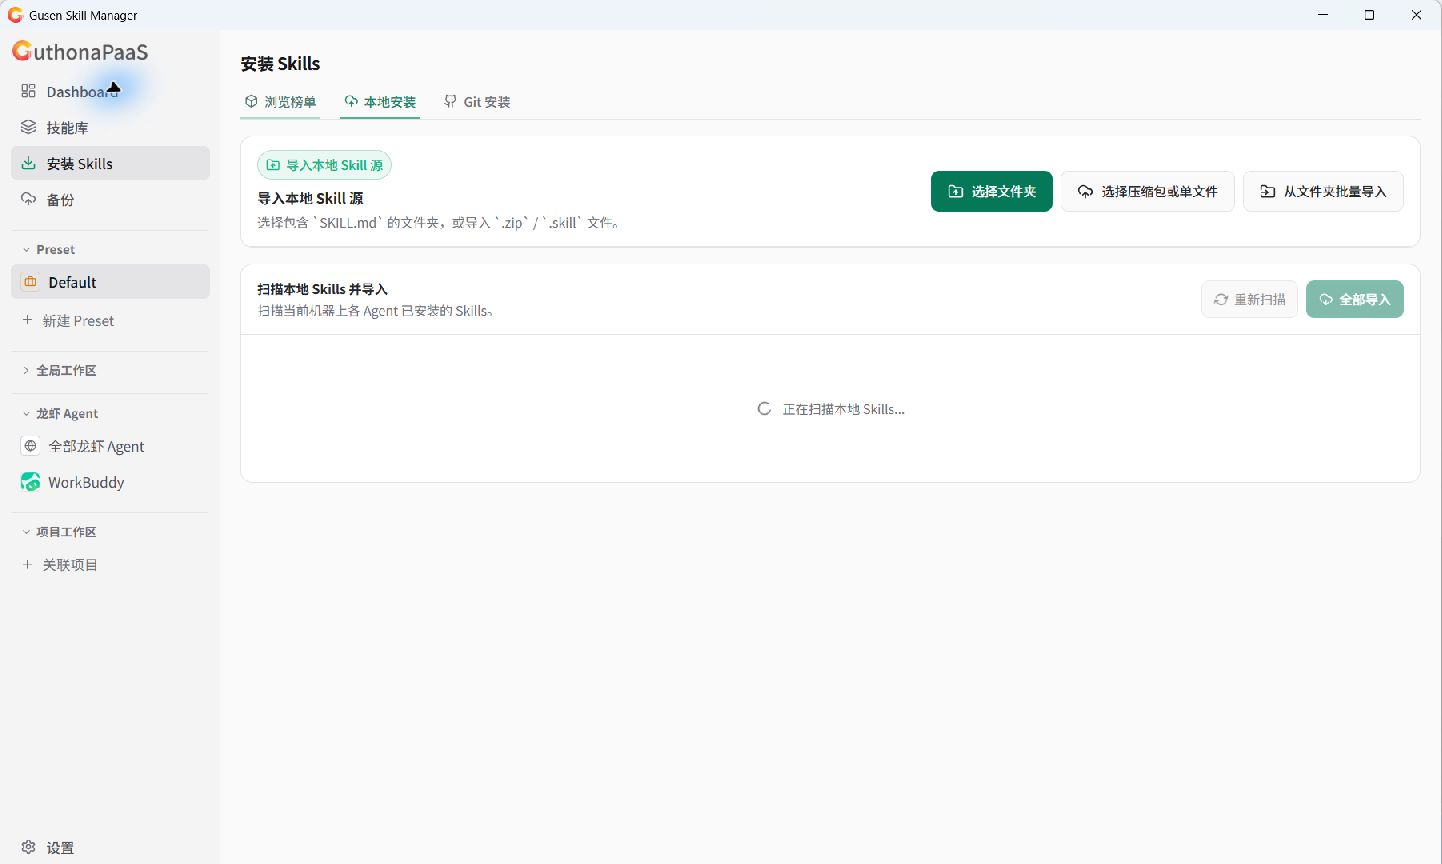 Gusen Skill Manager
GuthonaPaaS
Dashboard
技能库
安装 Skills
备份
Preset
Default
新建 Preset
全局工作区
龙虾 Agent
全部龙虾 Agent
WorkBuddy
项目工作区
关联项目
设置
安装 Skills
浏览榜单
本地安装
Git 安装
导入本地 Skill 源
导入本地 Skill 源
选择包含 `SKILL.md` 的文件夹，或导入 `.zip` / `.skill` 文件。
选择文件夹
选择压缩包或单文件
从文件夹批量导入
扫描本地 Skills 并导入
扫描当前机器上各 Agent 已安装的 Skills。
重新扫描
全部导入
正在扫描本地 Skills...